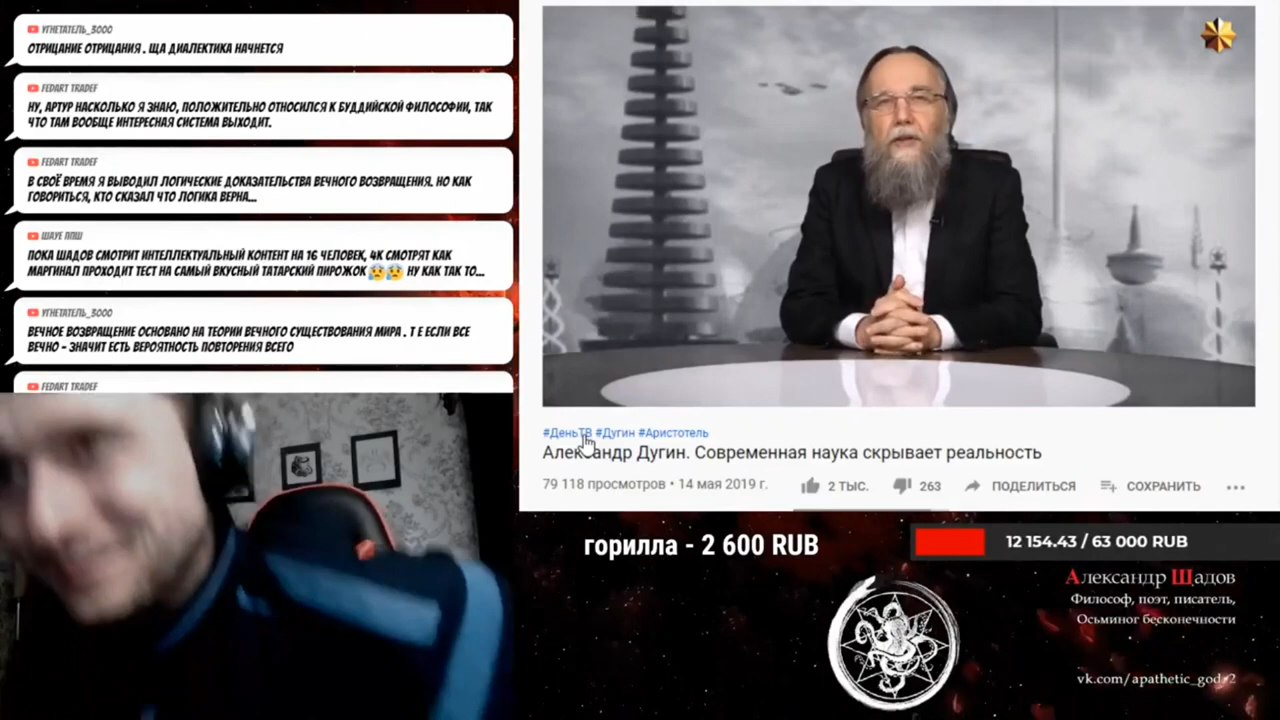 УГНЕТАТЕЛЬ_3000
ОТРИЦАНИЕ ОТРИЦАНИЯ . ЩА ДИАЛЕКТИКА НАЧНЕТСЯ
FEDART TRADEF
НУ, АРТУР НАСКОЛЬКО Я ЗНАЮ, ПОЛОЖИТЕЛЬНО ОТНОСИЛСЯ К БУДДИЙСКОЙ ФИЛОСОФИИ, ТАК
ЧТО ТАМ ВООБЩЕ ИНТЕРЕСНАЯ СИСТЕМА ВЫХОДИТ.
FEDART TRADEF
В СВОЁ ВРЕМЯ Я ВЫВОДИЛ ЛОГИЧЕСКИЕ ДОКАЗАТЕЛЬСТВА ВЕЧНОГО ВОЗВРАЩЕНИЯ. НО КАК
ГОВОРИТЬСЯ, КТО СКАЗАЛ ЧТО ЛОГИКА ВЕРНА...
ШАУЕ ППШ
ПОКА ШАДОВ СМОТРИТ ИНТЕЛЛЕКТУАЛЬНЫЙ КОНТЕНТ НА 16 ЧЕЛОВЕК, 4К СМОТРЯТ КАК
МАРГИНАЛ ПРОХОДИТ ТЕСТ НА САМЫЙ ВКУСНЫЙ ТАТАРСКИЙ ПИРОЖОК😰😰 НУ КАК ТАК ТО...
УГНЕТАТЕЛЬ_3000
ВЕЧНОЕ ВОЗВРАЩЕНИЕ ОСНОВАНО НА ТЕОРИИ ВЕЧНОГО СУЩЕСТВОВАНИЯ МИРА . Т Е ЕСЛИ ВСЕ
ВЕЧНО - ЗНАЧИТ ЕСТЬ ВЕРОЯТНОСТЬ ПОВТОРЕНИЯ ВСЕГО
FEDART TRADEF
#ДеньТВ #Дугин #Аристотель
Александр Дугин. Современная наука скрывает реальность
79 118 просмотров • 14 мая 2019 г.
2 ТЫС.
263
ПОДЕЛИТЬСЯ
СОХРАНИТЬ
горилла - 2 600 RUB
12 154.43 / 63 000 RUB
Александр Шадов
Философ, поэт, писатель,
Осьминог бесконечности
vk.com/apathetic_god_2